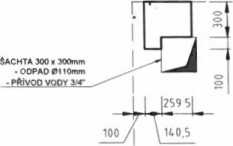 300
ŠACHTA 300 x 300mm
- ODPAD Ø110mm
- PŘÍVOD VODY 3/4"
100
259 5
100
140,5